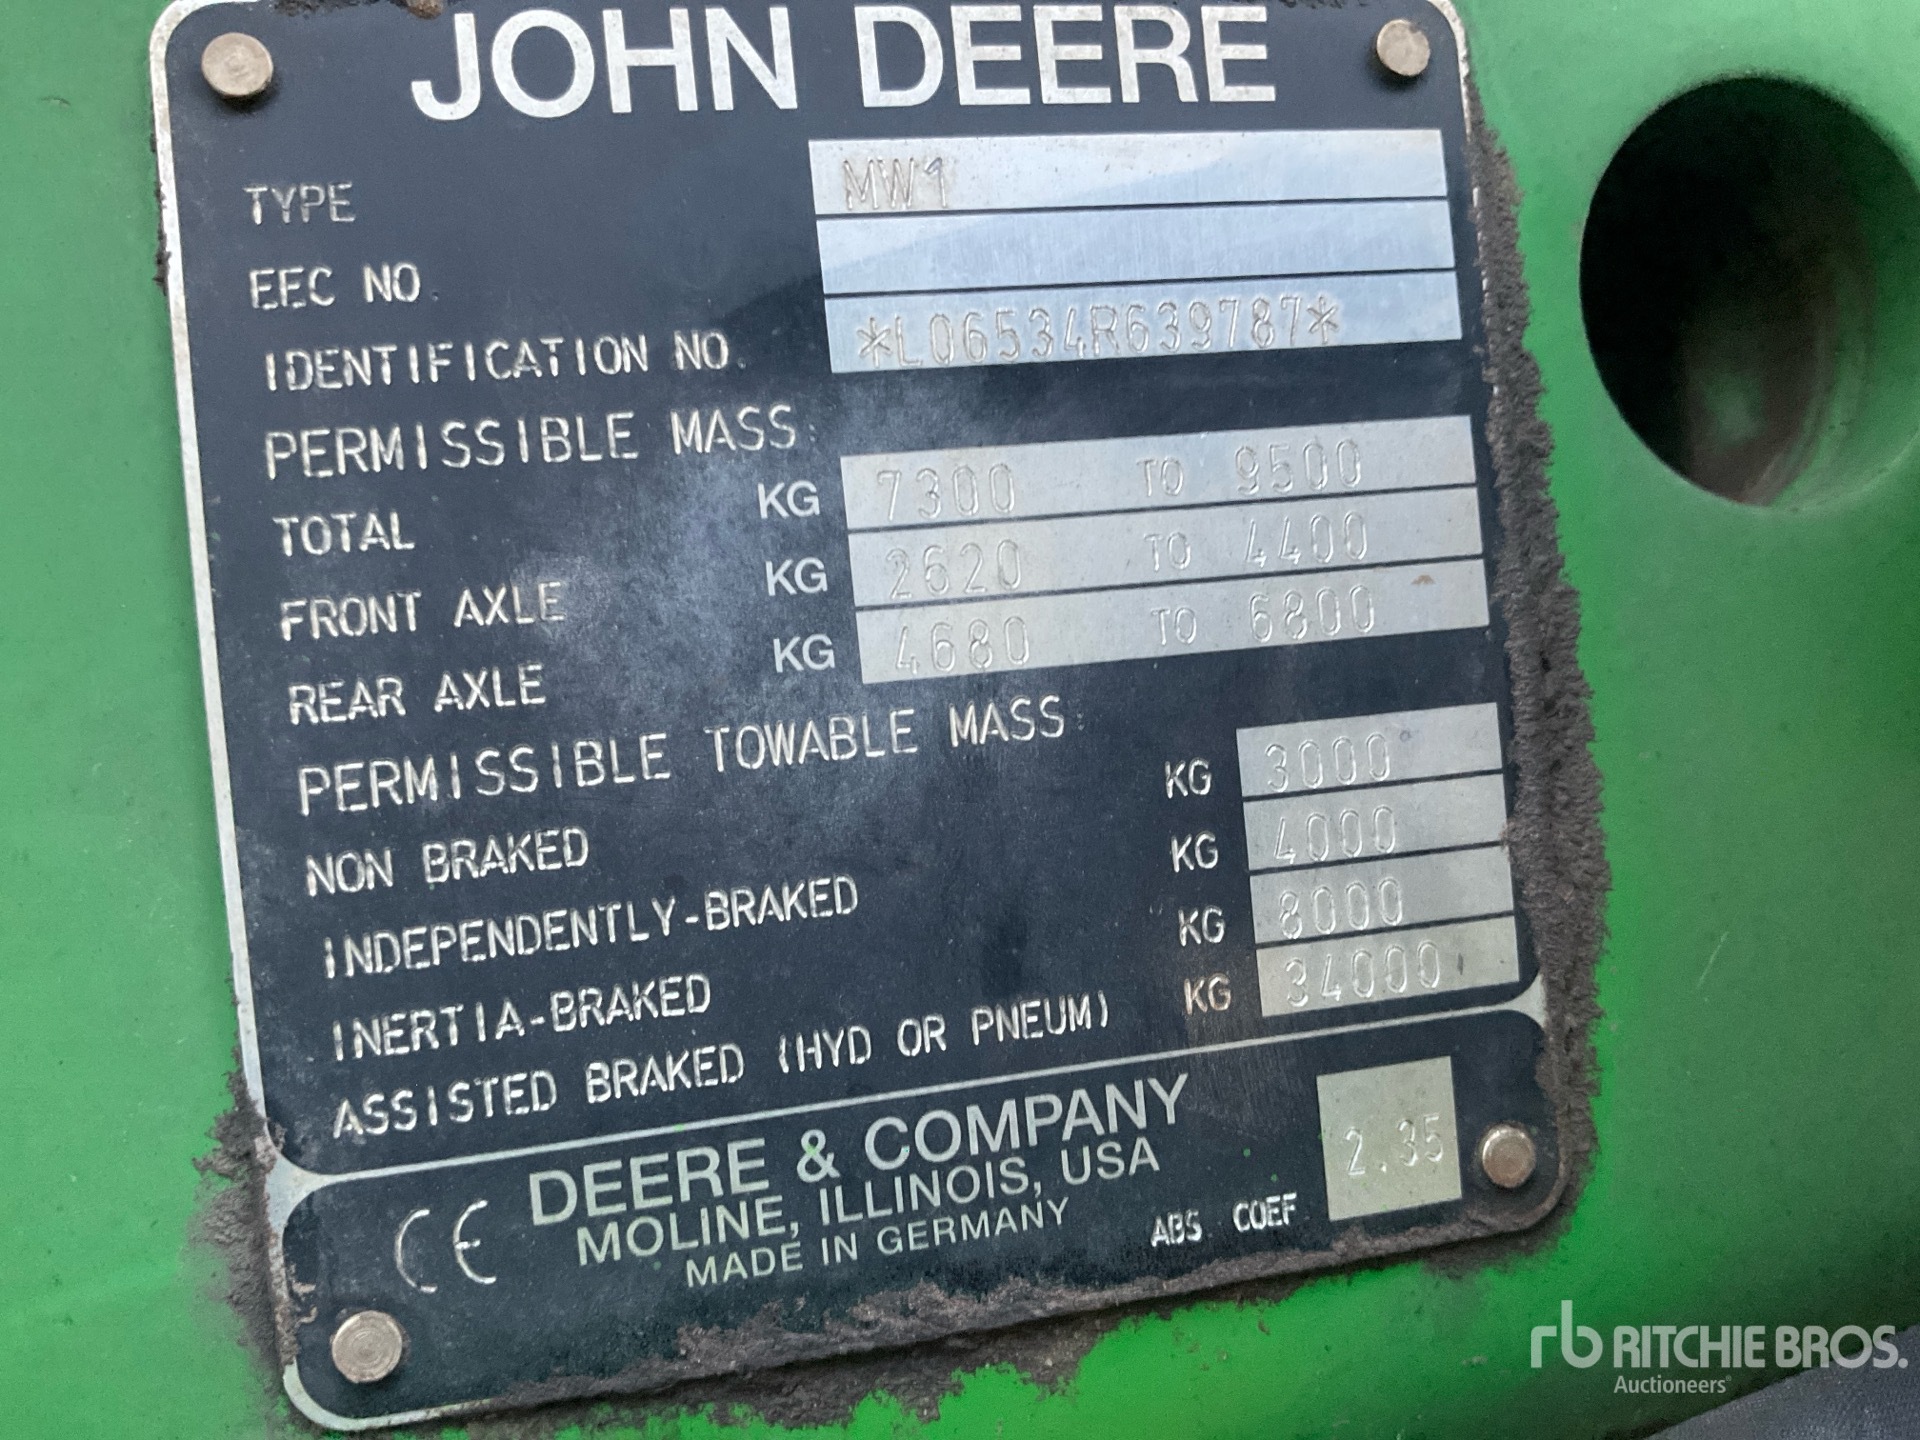 JOHN DEERE
TYPE MW1
EEC NO.
IDENTIFICATION NO. *L06534R639787*
PERMISSIBLE MASS:
TOTAL KG 7300 TO 9500
FRONT AXLE KG 2620 TO 4400
REAR AXLE KG 4680 TO 6800
PERMISSIBLE TOWABLE MASS:
NON BRAKED KG 3000
INDEPENDENTLY-BRAKED KG 4000
INERTIA-BRAKED KG 8000
ASSISTED BRAKED (HYD OR PNEUM) KG 34000
CE DEERE & COMPANY
MOLINE, ILLINOIS, USA
MADE IN GERMANY
ABS. COEF. 2.35
rb RITCHIE BROS.
Auctioneers